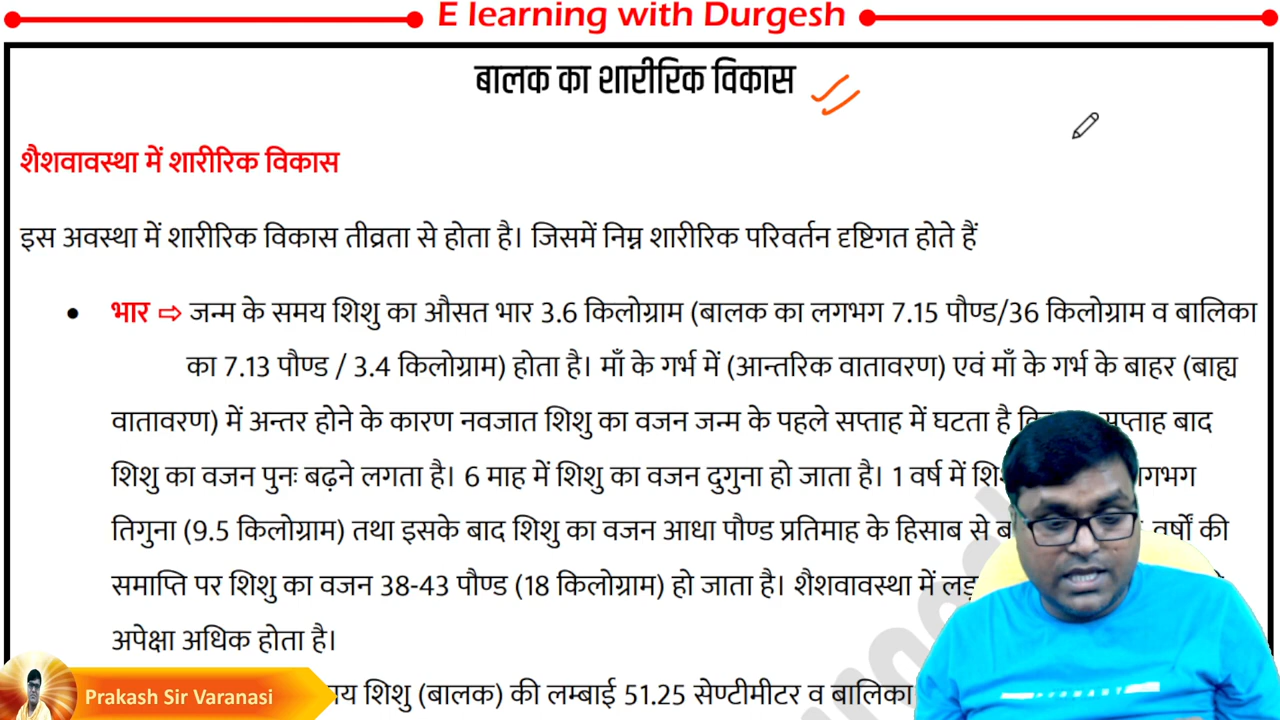 E learning with Durgesh
बालक का शारीरिक विकास
शैशवावस्था में शारीरिक विकास
इस अवस्था में शारीरिक विकास तीव्रता से होता है। जिसमें निम्न शारीरिक परिवर्तन दृष्टिगत होते हैं
• भार ⇨ जन्म के समय शिशु का औसत भार 3.6 किलोग्राम (बालक का लगभग 7.15 पौण्ड/36 किलोग्राम व बालिका
का 7.13 पौण्ड / 3.4 किलोग्राम) होता है। माँ के गर्भ में (आन्तरिक वातावरण) एवं माँ के गर्भ के बाहर (बाह्य
वातावरण) में अन्तर होने के कारण नवजात शिशु का वजन जन्म के पहले सप्ताह में घटता है सप्ताह बाद
शिशु का वजन पुनः बढ़ने लगता है। 6 माह में शिशु का वजन दुगुना हो जाता है। 1 वर्ष में
तिगुना (9.5 किलोग्राम) तथा इसके बाद शिशु का वजन आधा पौण्ड प्रतिमाह के हिसाब से वर्षों की
समाप्ति पर शिशु का वजन 38-43 पौण्ड (18 किलोग्राम) हो जाता है। शैशवावस्था में
अपेक्षा अधिक होता है।
शिशु (बालक) की लम्बाई 51.25 सेण्टीमीटर व बालिका
Prakash Sir Varanasi